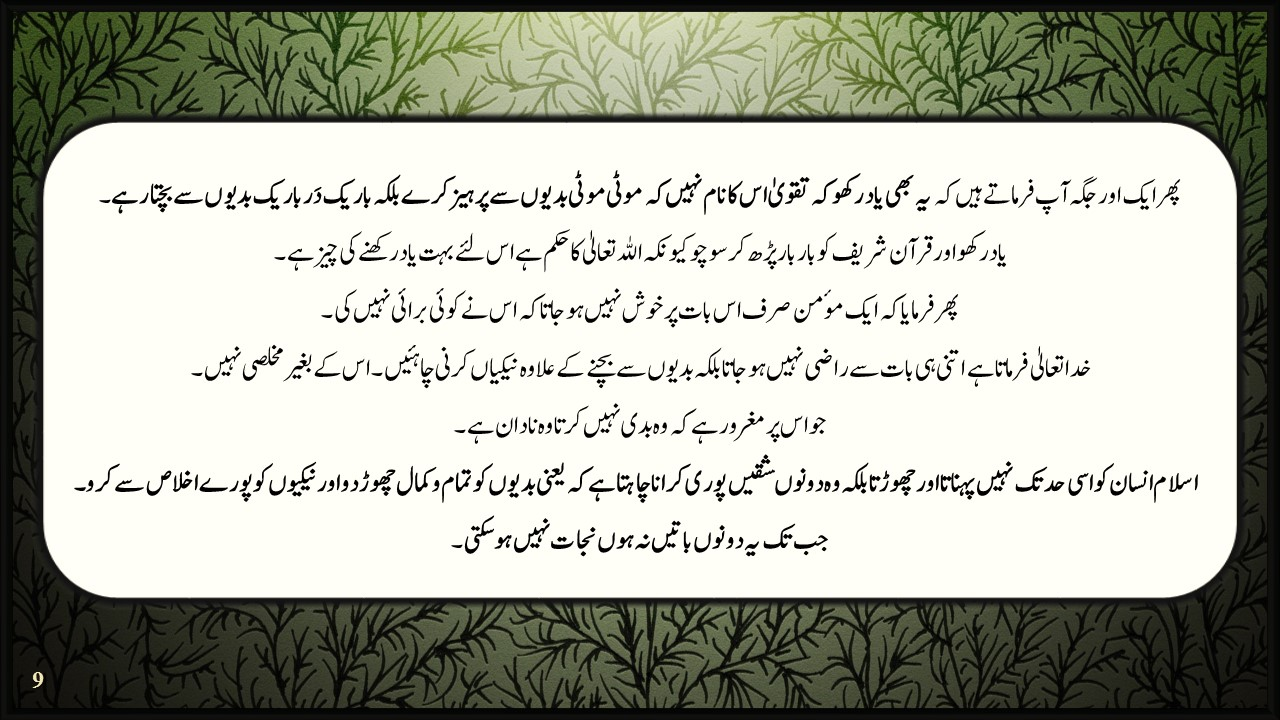 پھر ایک اور جگہ آپ فرماتے ہیں کہ یہ بھی یاد رکھو کہ تقویٰ اس کا نام نہیں کہ موٹی موٹی بدیوں سے پرہیز کرے بلکہ باریک دَر باریک بدیوں سے بچتا رہے۔
یاد رکھو اور قرآن شریف کو بار بار پڑھ کر سوچو کیونکہ اللہ تعالیٰ کا حکم ہے اس لئے بہت یاد رکھنے کی چیز ہے۔
پھر فرمایا کہ ایک موٴمن صرف اس بات پر خوش نہیں ہو جاتا کہ اس نے کوئی برائی نہیں کی۔
خدا تعالیٰ فرماتا ہے اتنی ہی بات سے راضی نہیں ہو جاتا بلکہ بدیوں سے بچنے کے علاوہ نیکیاں کرنی چاہئیں۔ اس کے بغیر مخلصی نہیں۔
جو اس پر مغرور ہے کہ وہ بدی نہیں کرتا وہ نادان ہے۔
اسلام انسان کو اسی حد تک نہیں پہناتا اور چھوڑتا بلکہ وہ دونوں شقیں پوری کرانا چاہتا ہے کہ یعنی بدیوں کو تمام و کمال چھوڑ دو اور نیکیوں کو پورے اخلاص سے کرو۔
جب تک یہ دونوں باتیں نہ ہوں نجات نہیں ہو سکتی۔
9